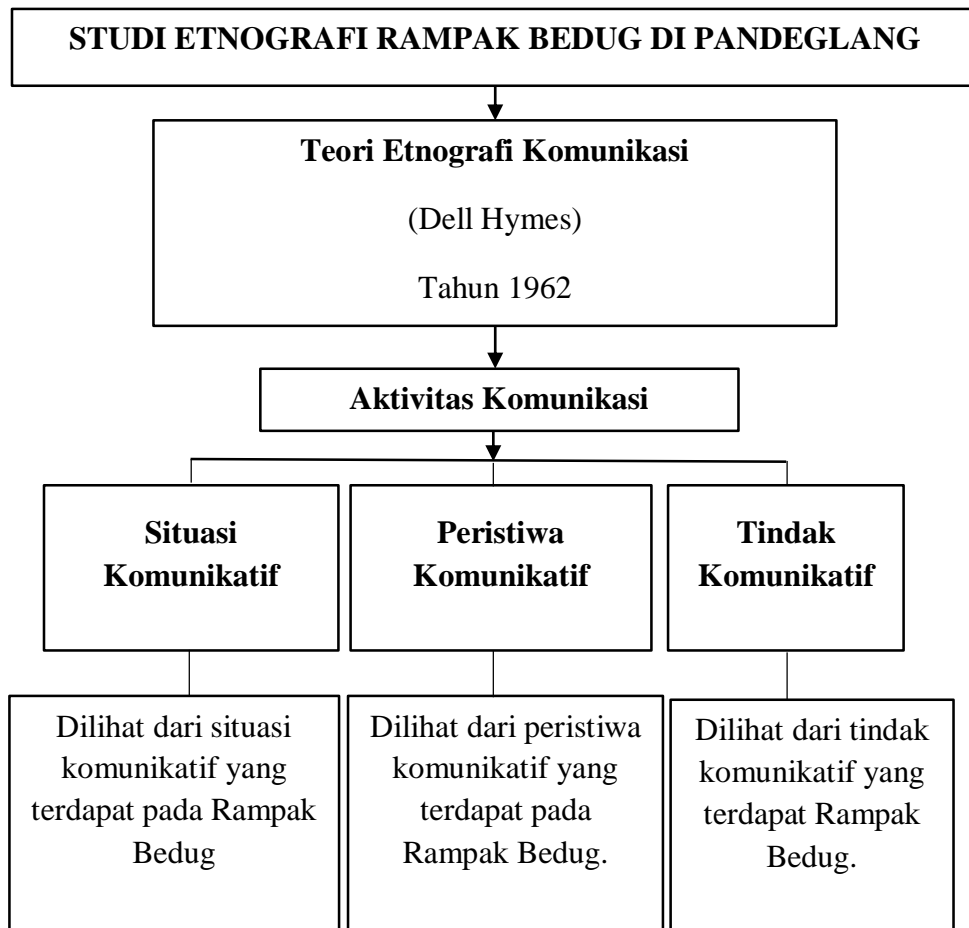 STUDI ETNOGRAFI RAMPAK BEDUG DI PANDEGLANG
Teori Etnografi Komunikasi
(Dell Hymes)
Tahun 1962
Aktivitas Komunikasi
Situasi
Komunikatif
Peristiwa
Komunikatif
Tindak
Komunikatif
Dilihat dari situasi
komunikatif yang
terdapat pada Rampak
Bedug
Dilihat dari peristiwa
komunikatif yang
terdapat pada
Rampak Bedug.
Dilihat dari tindak
komunikatif yang
terdapat Rampak
Bedug.